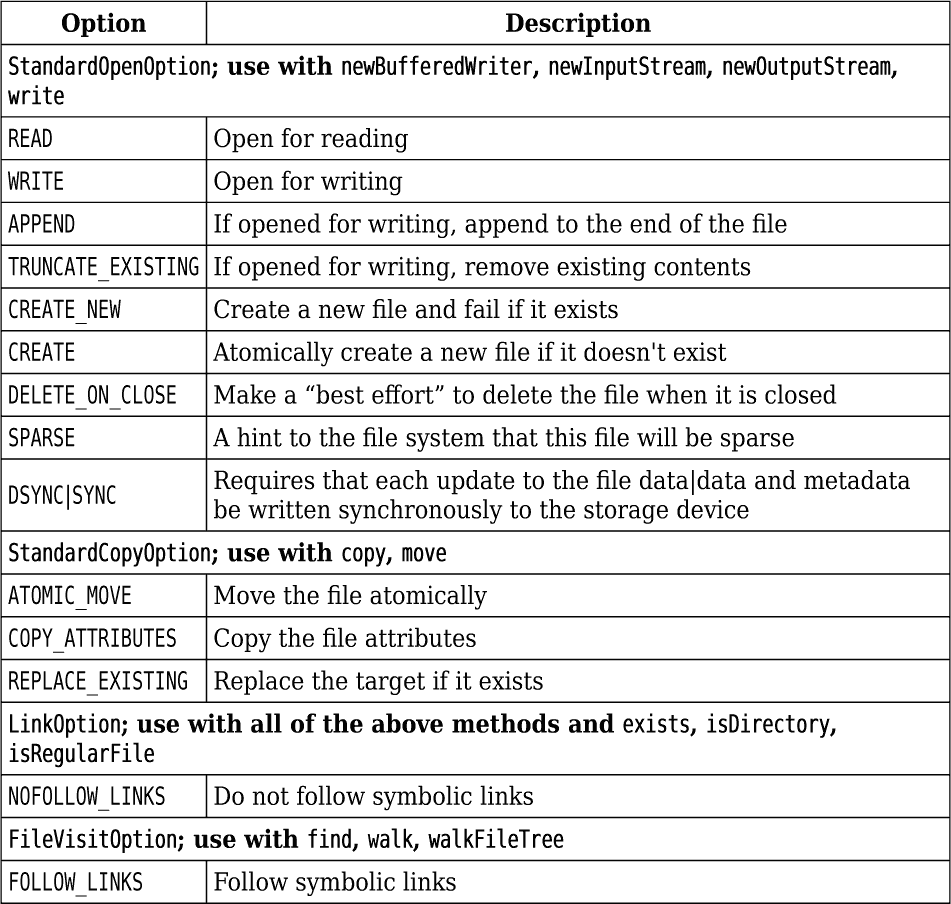 Option Description
StandardOpenOption; use with newBufferedWriter, newInputStream, newOutputStream,
write
READ Open for reading
WRITE Open for writing
APPEND If opened for writing, append to the end of the file
TRUNCATE_EXISTING If opened for writing, remove existing contents
CREATE_NEW Create a new file and fail if it exists
CREATE Atomically create a new file if it doesn't exist
DELETE_ON_CLOSE Make a “best effort” to delete the file when it is closed
SPARSE A hint to the file system that this file will be sparse
DSYNC|SYNC Requires that each update to the file data|data and metadata
be written synchronously to the storage device
StandardCopyOption; use with copy, move
ATOMIC_MOVE Move the file atomically
COPY_ATTRIBUTES Copy the file attributes
REPLACE_EXISTING Replace the target if it exists
LinkOption; use with all of the above methods and exists, isDirectory,
isRegularFile
NOFOLLOW_LINKS Do not follow symbolic links
FileVisitOption; use with find, walk, walkFileTree
FOLLOW_LINKS Follow symbolic links